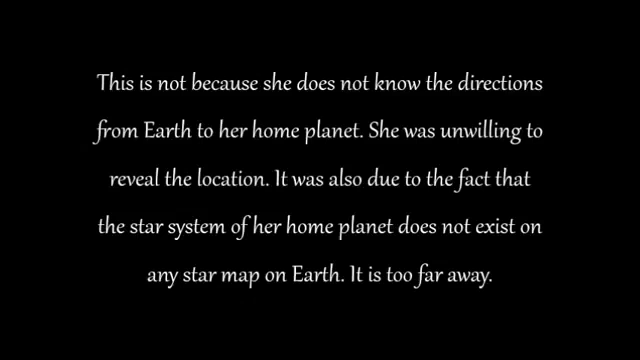 This is not because she does not know the directions
from Earth to her home planet. She was unwilling to
reveal the location. It was also due to the fact that
the star system of her home planet does not exist on
any star map on Earth. It is too far away.